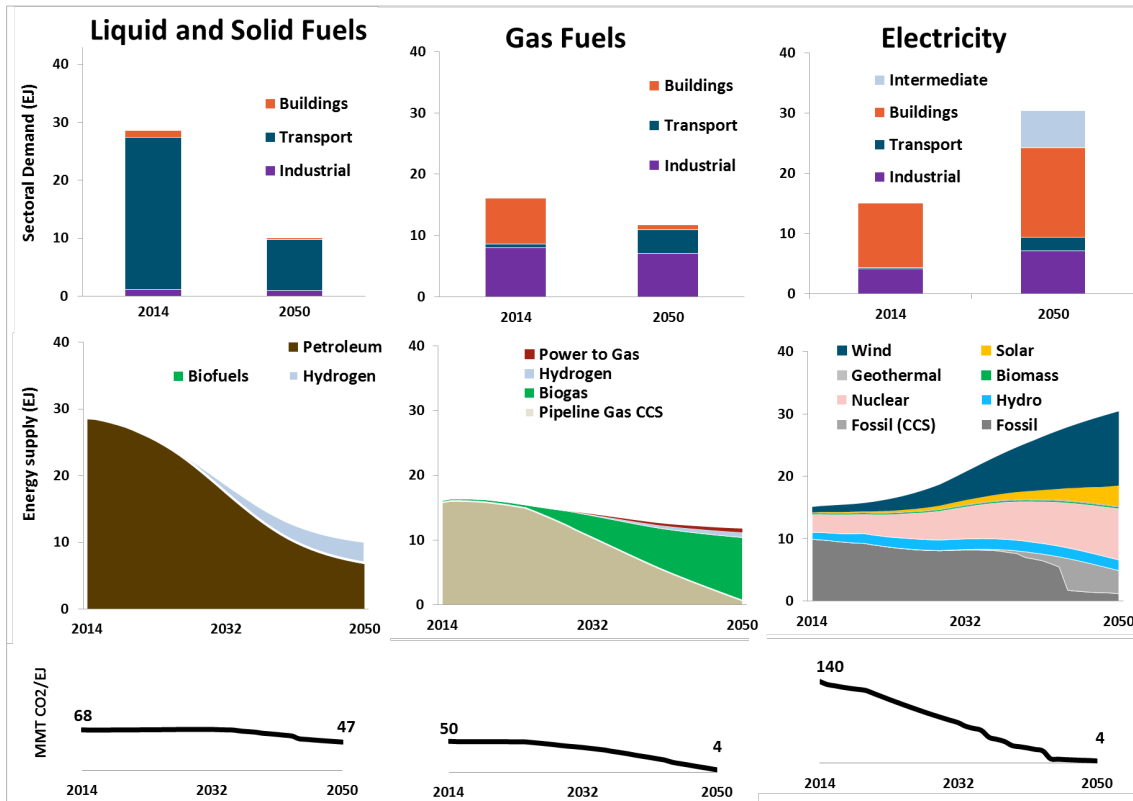 Liquid and Solid Fuels
Sectoral Demand (EJ)
40
30
20
10
0
Buildings
Transport
Industrial
2014
2050
Gas Fuels
40
30
20
10
0
Buildings
Transport
Industrial
2014
2050
Electricity
40
30
20
10
0
Intermediate
Buildings
Transport
Industrial
2014
2050
Energy supply (EJ)
40
30
20
10
0
Petroleum
Biofuels
Hydrogen
2014
2032
2050
40
30
20
10
0
Power to Gas
Hydrogen
Biogas
Pipeline Gas CCS
2014
2032
2050
40
30
20
10
0
Wind
Solar
Geothermal
Biomass
Nuclear
Hydro
Fossil (CCS)
Fossil
2014
2032
2050
MMT CO2/EJ
68
47
2014
2032
2050
50
4
2014
2032
2050
140
4
2014
2032
2050